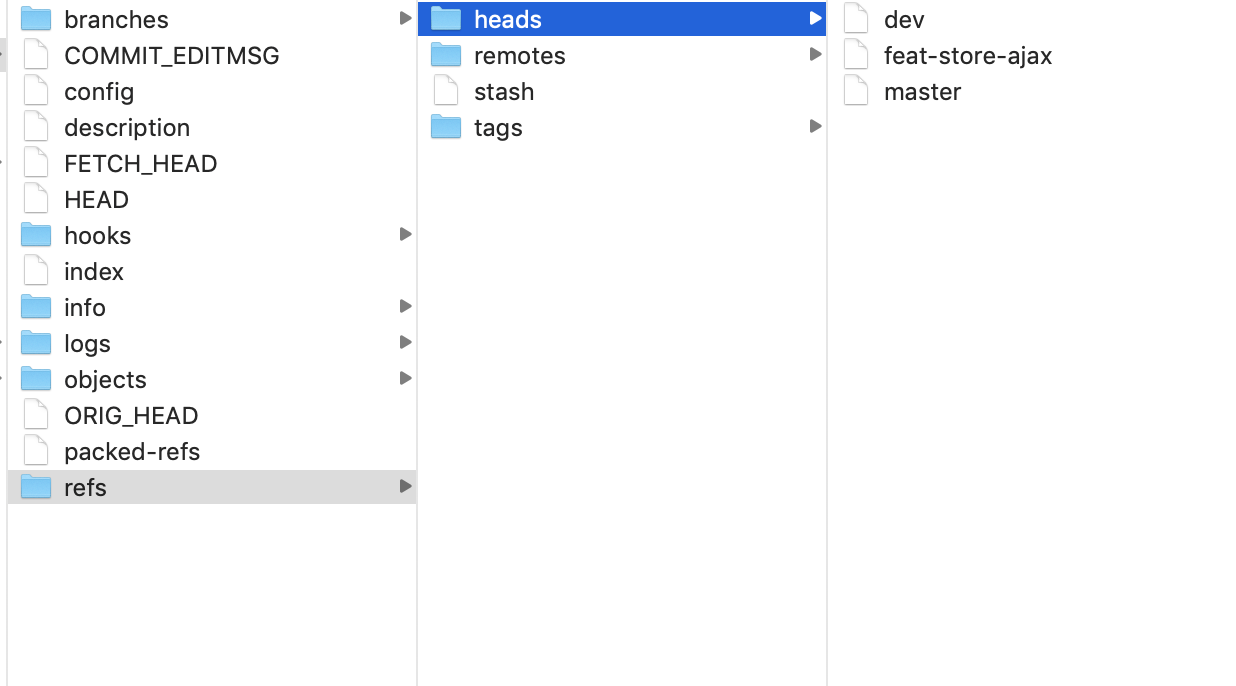 branches
COMMIT_EDITMSG
config
description
FETCH_HEAD
HEAD
hooks
index
info
logs
objects
ORIG_HEAD
packed-refs
refs
heads
remotes
stash
tags
dev
feat-store-ajax
master